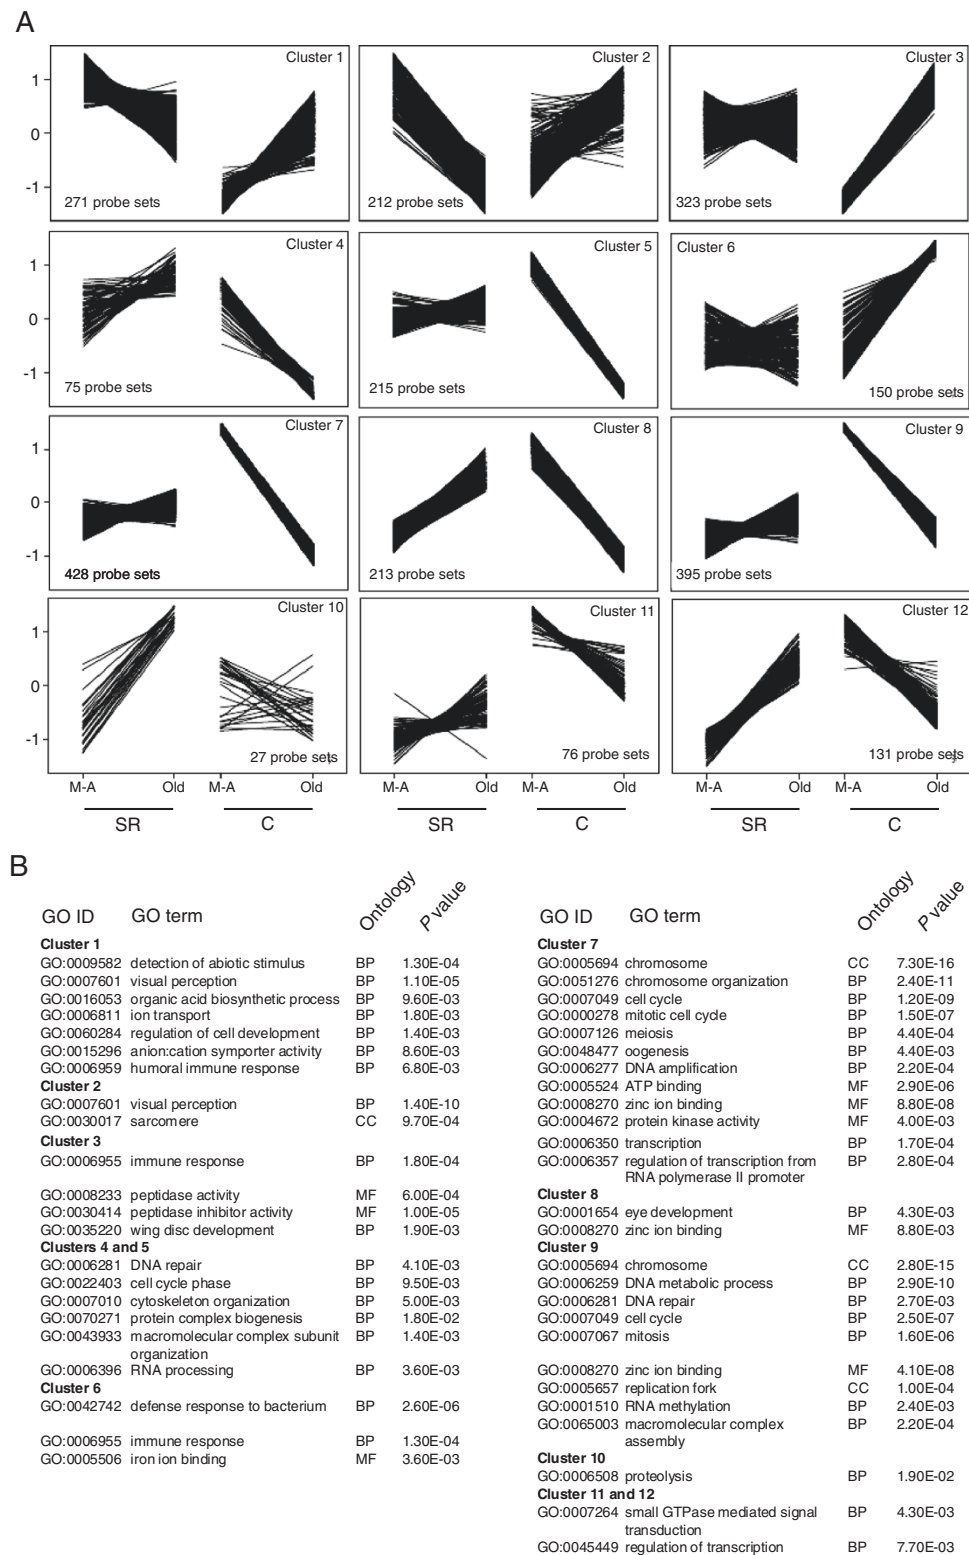 A
Cluster 1
Cluster 2
Cluster 3
1
0
-1
271 probe sets
212 probe sets
323 probe sets
Cluster 4
Cluster 5
Cluster 6
1
0
-1
75 probe sets
215 probe sets
150 probe sets
Cluster 7
Cluster 8
Cluster 9
1
0
-1
428 probe sets
213 probe sets
395 probe sets
Cluster 10
Cluster 11
Cluster 12
1
0
-1
27 probe sets
76 probe sets
131 probe sets
M-A Old M-A Old M-A Old M-A Old M-A Old M-A Old
SR C SR C SR C
B
GO ID GO term Ontology P value
Cluster 1
GO:0009582 detection of abiotic stimulus BP 1.30E-04
GO:0007601 visual perception BP 1.10E-05
GO:0016053 organic acid biosynthetic process BP 9.60E-03
GO:0006811 ion transport BP 1.80E-03
GO:0060284 regulation of cell development BP 1.40E-03
GO:0015296 anion:cation symporter activity BP 8.60E-03
GO:0006959 humoral immune response BP 6.80E-03
Cluster 2
GO:0007601 visual perception BP 1.40E-10
GO:0030017 sarcomere CC 9.70E-04
Cluster 3
GO:0006955 immune response BP 1.80E-04
GO:0008233 peptidase activity MF 6.00E-04
GO:0030414 peptidase inhibitor activity MF 1.00E-05
GO:0035220 wing disc development BP 1.90E-03
Clusters 4 and 5
GO:0006281 DNA repair BP 4.10E-03
GO:0022403 cell cycle phase BP 9.50E-03
GO:0007010 cytoskeleton organization BP 5.00E-03
GO:0070271 protein complex biogenesis BP 1.80E-02
GO:0043933 macromolecular complex subunit BP 1.40E-03
organization
GO:0006396 RNA processing BP 3.60E-03
Cluster 6
GO:0042742 defense response to bacterium BP 2.60E-06
GO:0006955 immune response BP 1.30E-04
GO:0005506 iron ion binding MF 3.60E-03
GO ID GO term Ontology P value
Cluster 7
GO:0005694 chromosome CC 7.30E-16
GO:0051276 chromosome organization BP 2.40E-11
GO:0007049 cell cycle BP 1.20E-09
GO:0000278 mitotic cell cycle BP 1.50E-07
GO:0007126 meiosis BP 4.40E-04
GO:0048477 oogenesis BP 4.40E-03
GO:0006277 DNA amplification BP 2.20E-04
GO:0005524 ATP binding MF 2.90E-06
GO:0008270 zinc ion binding MF 8.80E-08
GO:0004672 protein kinase activity MF 4.00E-03
GO:0006350 transcription BP 1.70E-04
GO:0006357 regulation of transcription from BP 2.80E-04
RNA polymerase II promoter
Cluster 8
GO:0001654 eye development BP 4.30E-03
GO:0008270 zinc ion binding MF 8.80E-03
Cluster 9
GO:0005694 chromosome CC 2.80E-15
GO:0006259 DNA metabolic process BP 2.90E-10
GO:0006281 DNA repair BP 2.70E-03
GO:0007049 cell cycle BP 2.50E-07
GO:0007067 mitosis BP 1.60E-06
GO:0008270 zinc ion binding MF 4.10E-08
GO:0005657 replication fork CC 1.00E-04
GO:0001510 RNA methylation BP 2.40E-03
GO:0065003 macromolecular complex BP 2.20E-04
assembly
Cluster 10
GO:0006508 proteolysis BP 1.90E-02
Cluster 11 and 12
GO:0007264 small GTPase mediated signal BP 4.30E-03
transduction
GO:0045449 regulation of transcription BP 7.70E-03